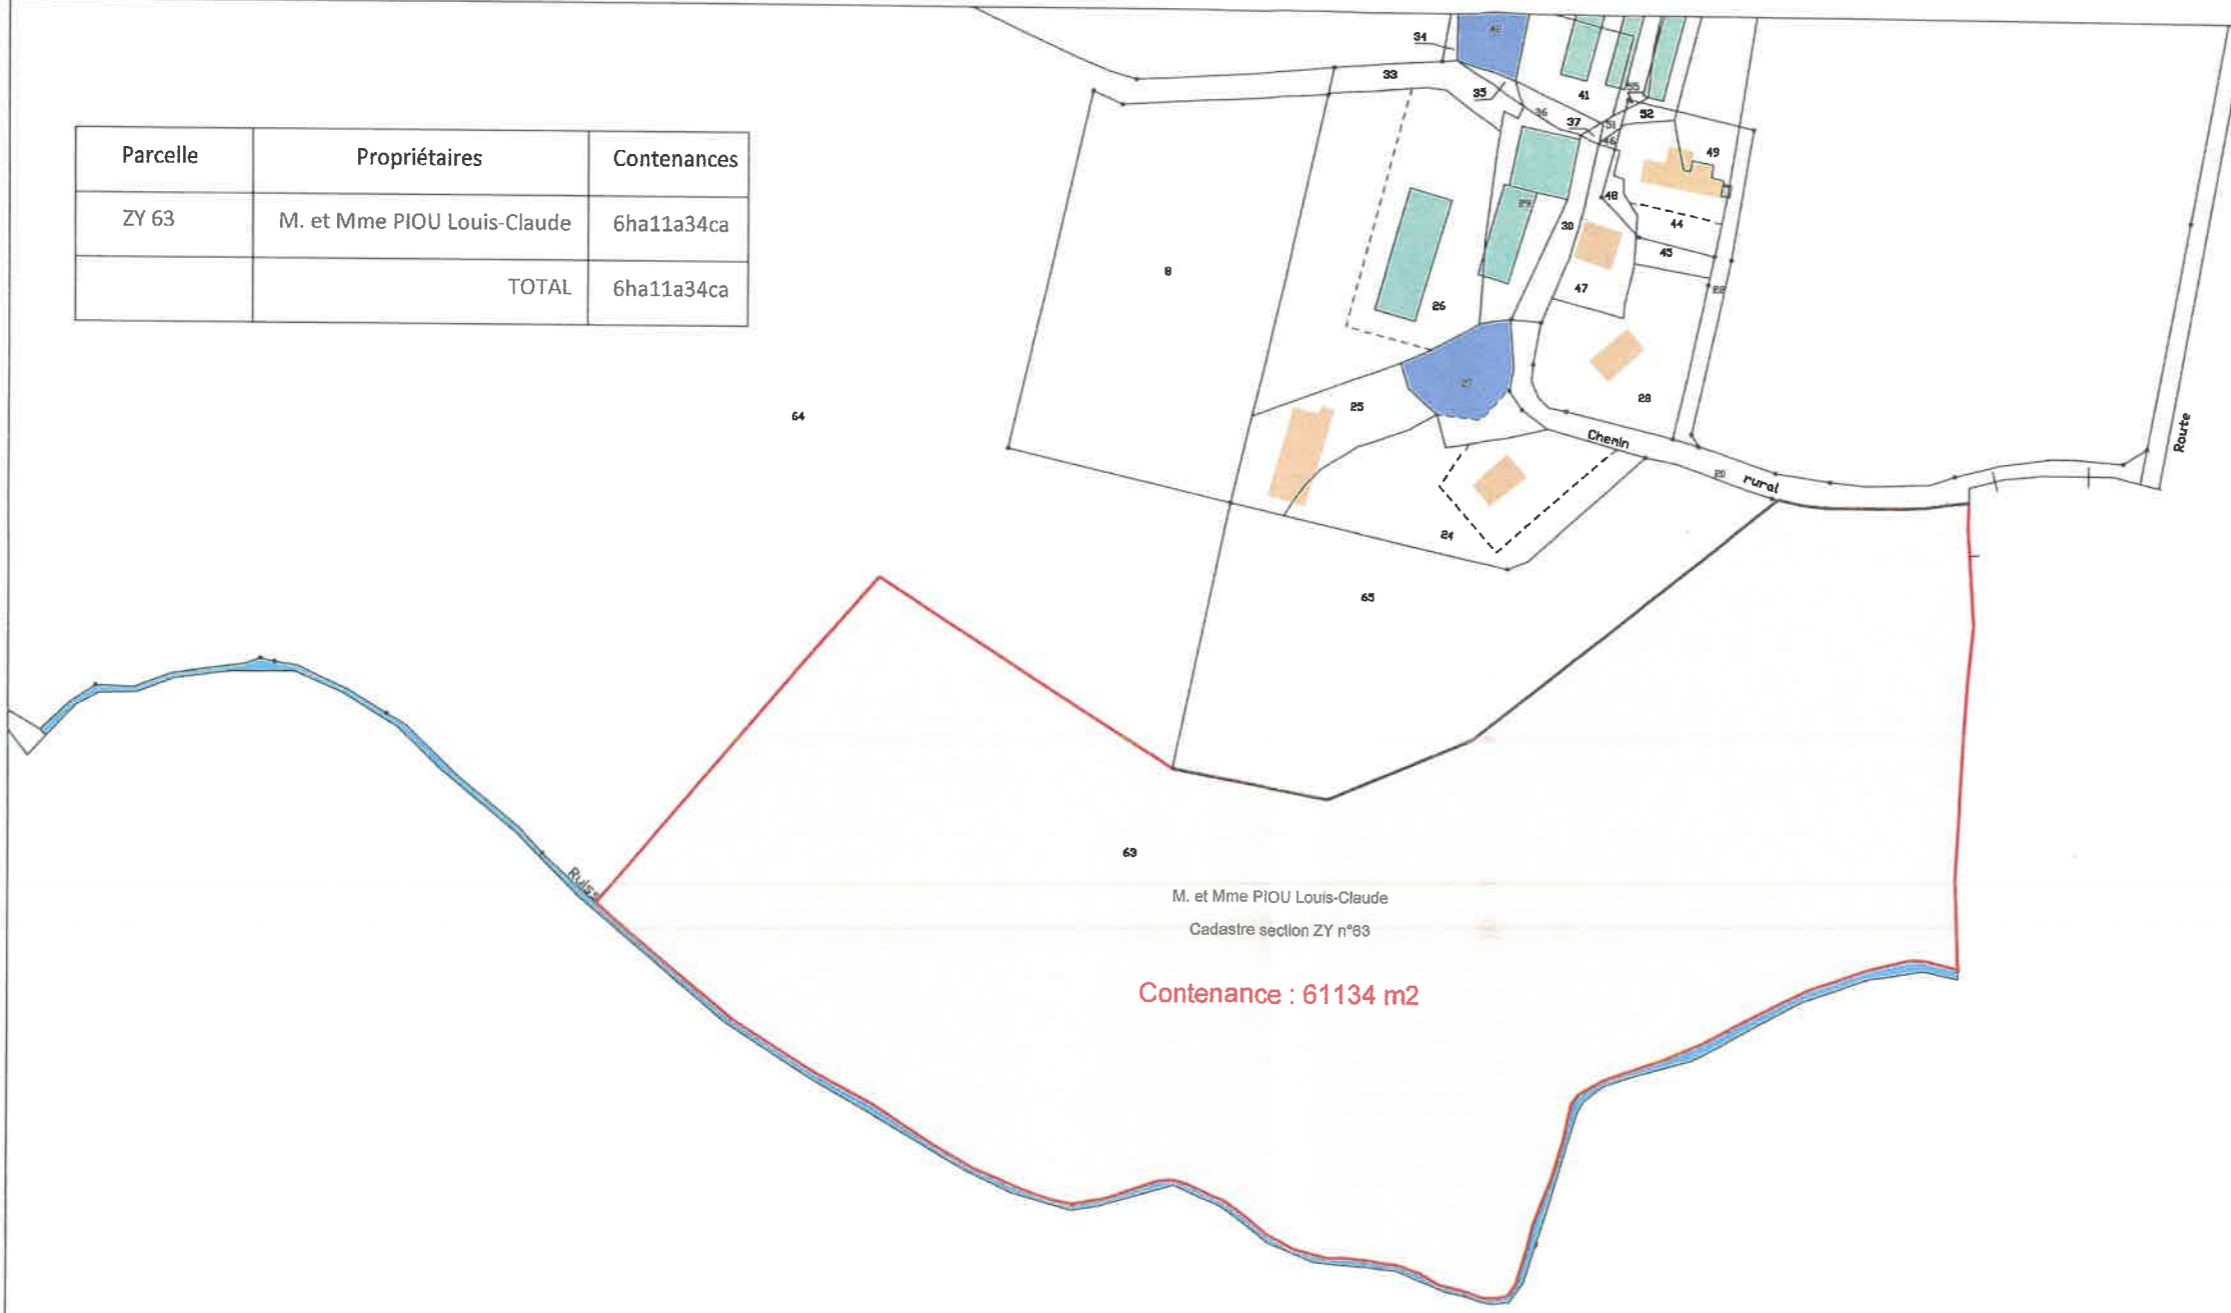 Parcelle Propriétaires Contenances
ZY 63 M. et Mme PIOU Louis-Claude 6ha11a34ca
TOTAL 6ha11a34ca
34
33
35
36
41
37
52
49
48
44
45
30
47
26
8
25
28
64
Chemin
rural
Route
24
65
63
Ruiss
M. et Mme PIOU Louis-Claude
Cadastre section ZY n°63
Contenance : 61134 m2